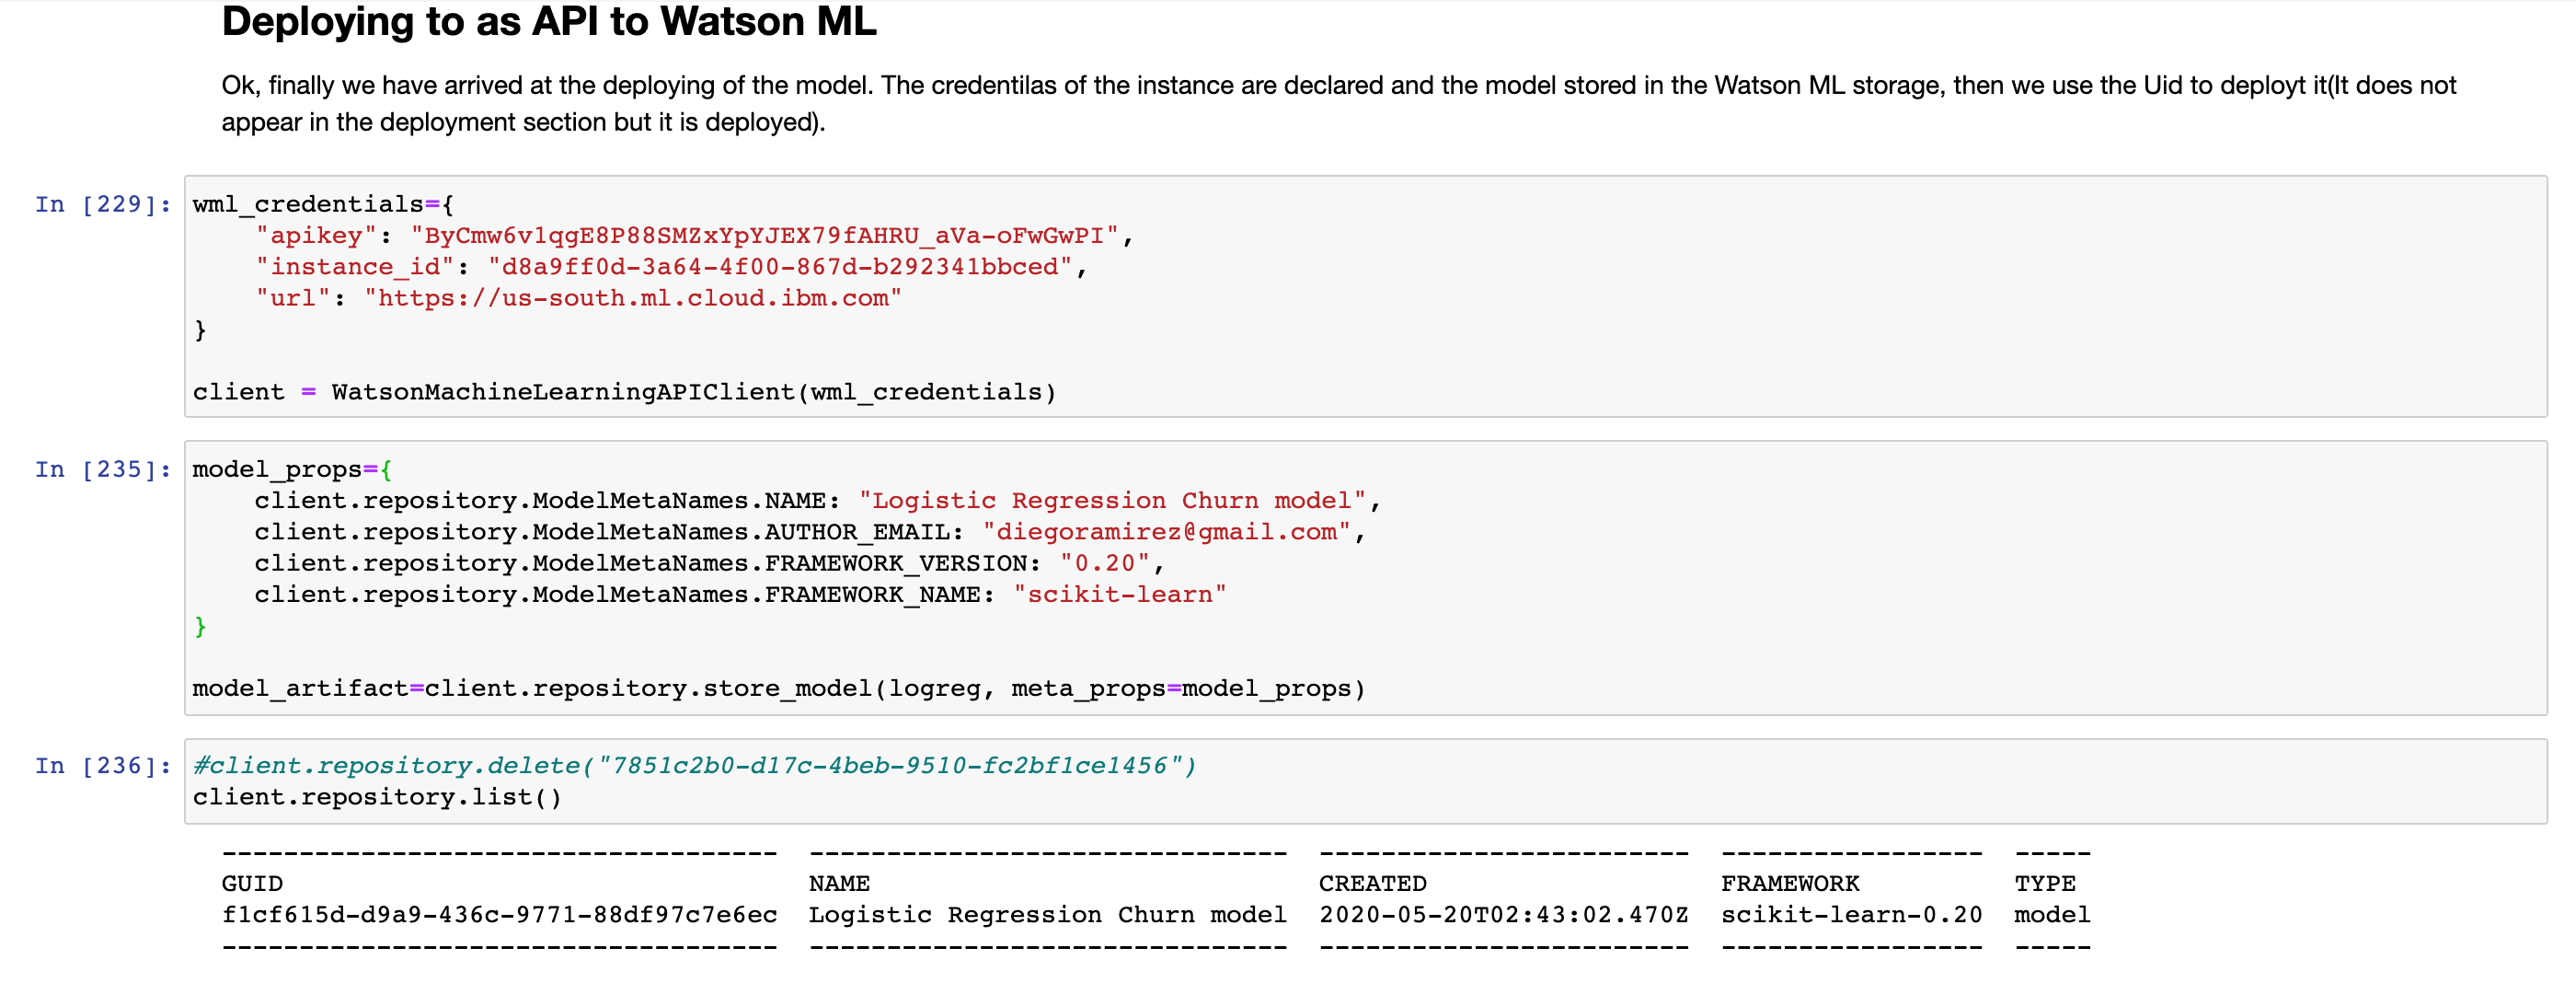 Deploying to as API to Watson ML
Ok, finally we have arrived at the deploying of the model. The credentilas of the instance are declared and the model stored in the Watson ML storage, then we use the Uid to deployt it(It does not
appear in the deployment section but it is deployed).
In [229]: wml_credentials={
"apikey": "ByCmw6v1qgE8P88SMZxYpYJEX79fAHRU_aVa-oFwGwPI",
"instance_id": "d8a9ff0d-3a64-4f00-867d-b292341bbced",
"url": "https://us-south.ml.cloud.ibm.com"
}
client = WatsonMachineLearningAPIClient(wml_credentials)
In [235]: model_props={
client.repository.ModelMetaNames.NAME: "Logistic Regression Churn model",
client.repository.ModelMetaNames.AUTHOR_EMAIL: "diegoramirez@gmail.com",
client.repository.ModelMetaNames.FRAMEWORK_VERSION: "0.20",
client.repository.ModelMetaNames.FRAMEWORK_NAME: "scikit-learn"
}
model_artifact=client.repository.store_model(logreg, meta_props=model_props)
In [236]: #client.repository.delete("7851c2b0-d17c-4beb-9510-fc2bf1ce1456")
client.repository.list()
------------------------------------ ------------------------------- ------------------------ ----------------- -----
GUID NAME CREATED FRAMEWORK TYPE
f1cf615d-d9a9-436c-9771-88df97c7e6ec Logistic Regression Churn model 2020-05-20T02:43:02.470Z scikit-learn-0.20 model
------------------------------------ ------------------------------- ------------------------ ----------------- -----